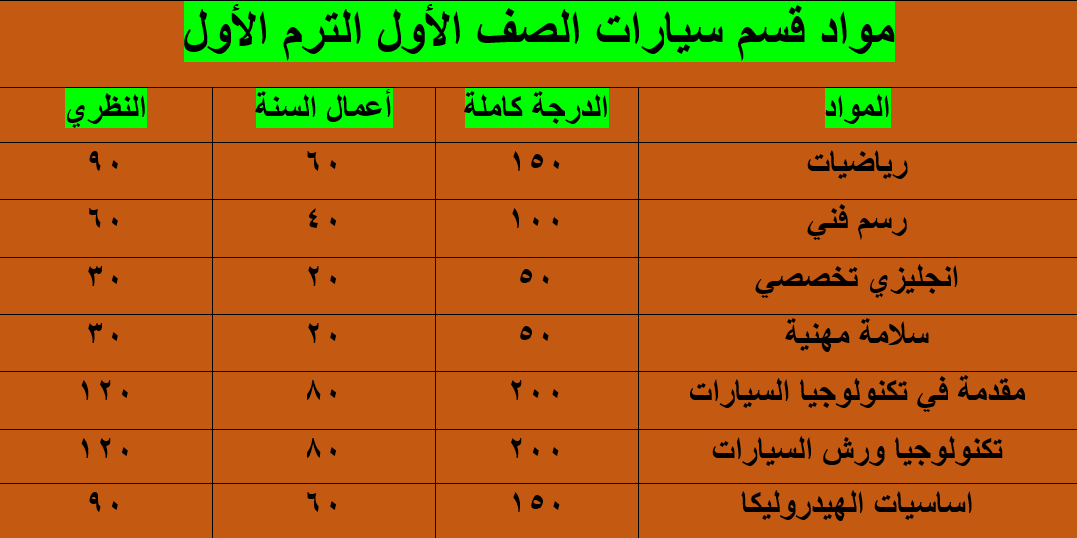 مواد قسم سيارات الصف الأول الترم الأول
المواد الدرجة كاملة أعمال السنة النظري
رياضيات ١٥٠ ٦٠ ٩٠
رسم فني ١٠٠ ٤٠ ٦٠
انجليزي تخصصي ٥٠ ٢٠ ٣٠
سلامة مهنية ٥٠ ٢٠ ٣٠
مقدمة في تكنولوجيا السيارات ٢٠٠ ٨٠ ١٢٠
تكنولوجيا ورش السيارات ٢٠٠ ٨٠ ١٢٠
اساسيات الهيدروليكا ١٥٠ ٦٠ ٩٠